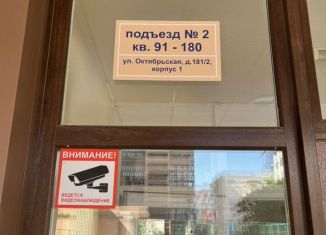 подъезд № 2
кв. 91 - 180
ул. Октябрьская, д.181/2,
корпус 1
ВНИМАНИЕ!
ВЕДЕТСЯ
ВИДЕОНАБЛЮДЕНИЕ